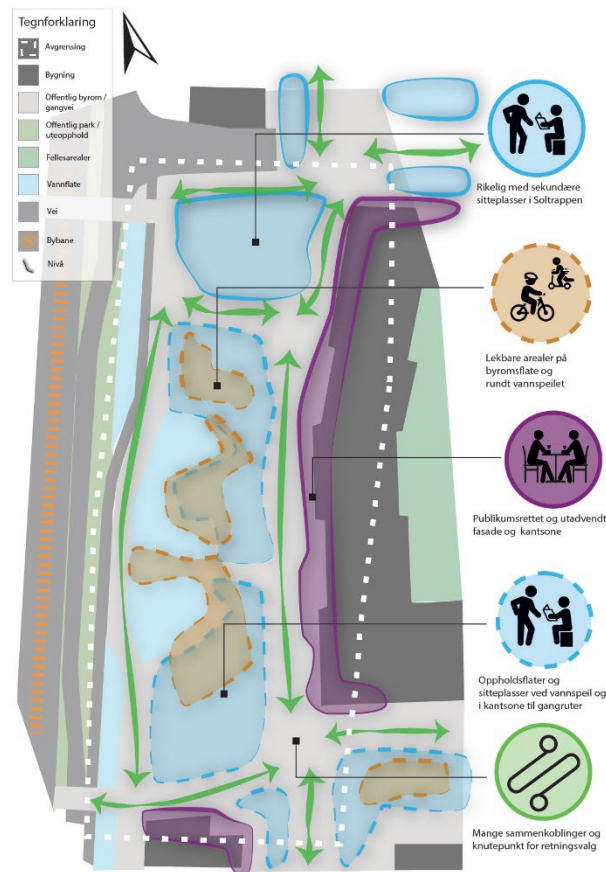 Tegnforklaring
Avgrensing
Bygning
Offentlig byrom /
gangvei
Offentlig park /
uteopphold
Fellesarealer
Vannflate
Vei
Bybane
Nivå
Rikelig med sekundære
sitteplasser i Soltrappen
Lekbare arealer på
byromsflate og
rundt vannspeilet
Publikumsrettet og utadvendt
fasade og kantsone
Oppholdsflater og
sitteplasser ved vannspeil og
i kantsone til gangruter
Mange sammenkoblinger og
knutepunkt for retningsvalg